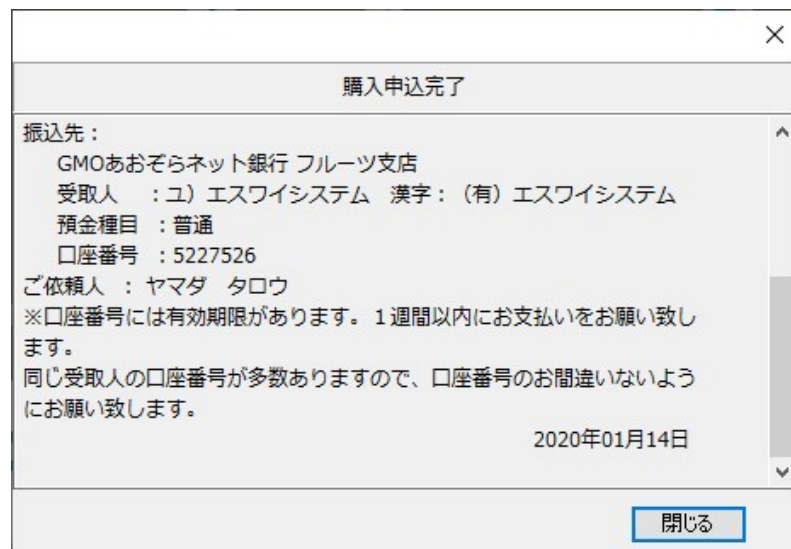 購入申込完了
振込先：
GMOあおぞらネット銀行 フルーツ支店
受取人　：ユ）エスワイシステム　漢字：（有）エスワイシステム
預金種目　：普通
口座番号　：5227526
ご依頼人　：　ヤマダ　タロウ
※口座番号には有効期限があります。１週間以内にお支払いをお願い致し
ます。
同じ受取人の口座番号が多数ありますので、口座番号のお間違いないよう
にお願い致します。
2020年01月14日
閉じる